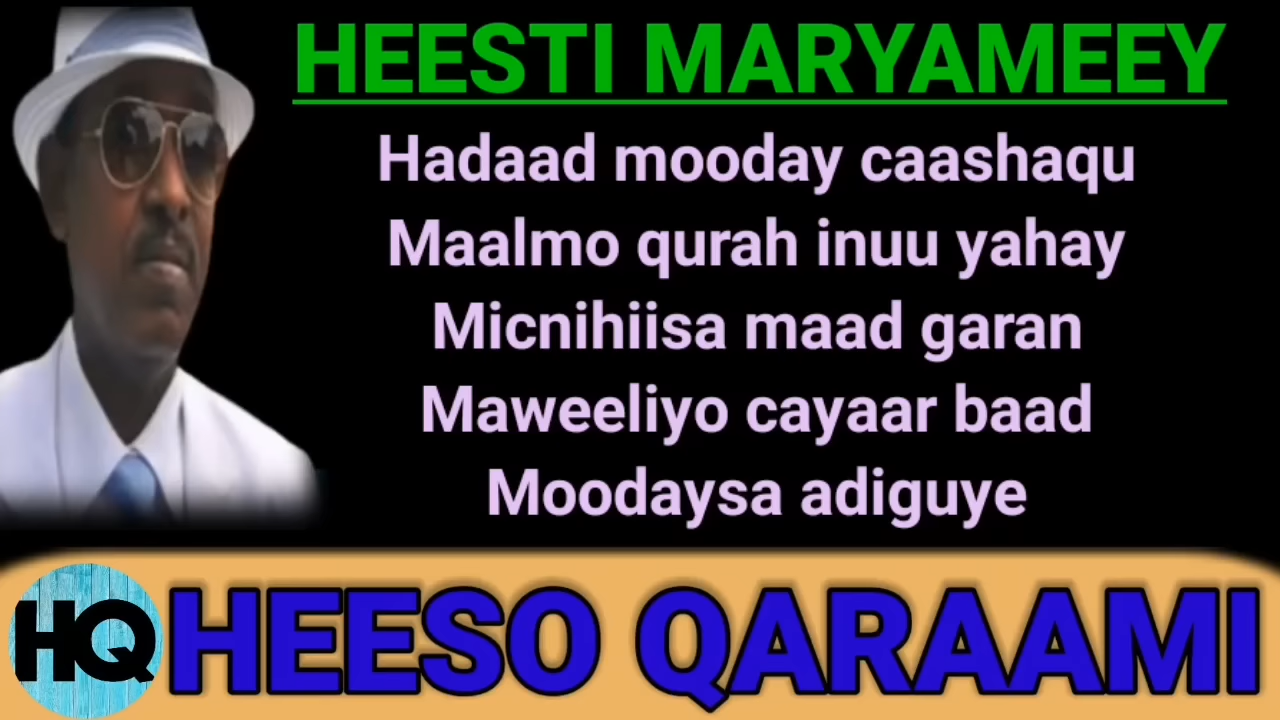 HEESTI MARYAMEEY
Hadaad mooday caashaqu
Maalmo qurah inuu yahay
Micnihiisa maad garan
Maweeliyo cayaar baad
Moodaysa adiguye
HQ HEESO QARAAMI